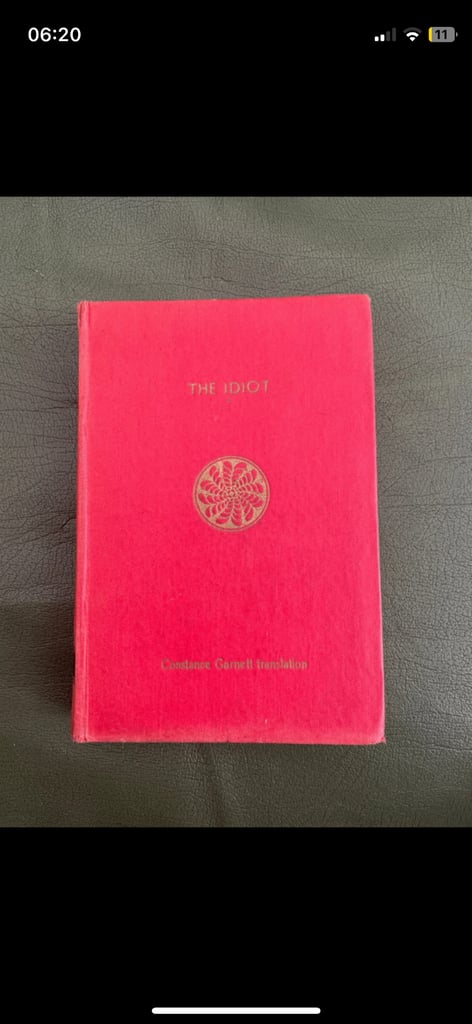 06:20
11
THE IDIOT
Constance Garnett translation